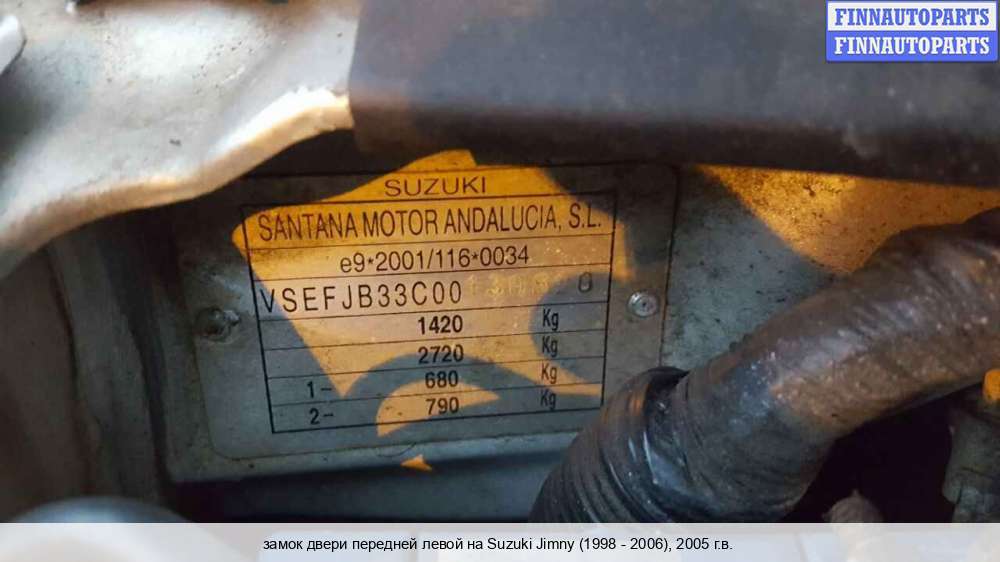 FINNAUTOPARTS
FINNAUTOPARTS
SUZUKI
SANTANA MOTOR ANDALUCIA, S.L.
e9*2001/116*0034
VSEFJB33C00
1420 Kg
2720 Kg
1- 680 Kg
2- 790 Kg
замок двери передней левой на Suzuki Jimny (1998 - 2006), 2005 г.в.